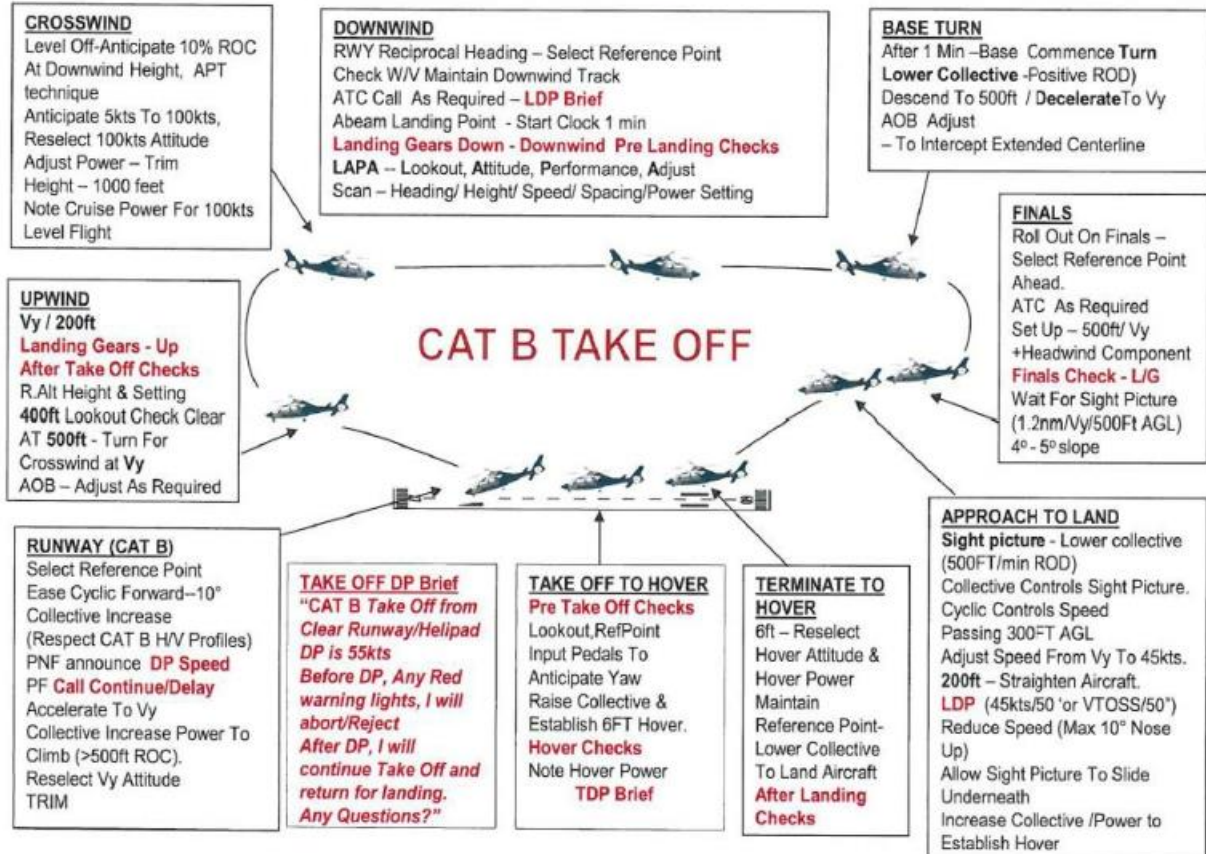 CROSSWIND
Level Off-Anticipate 10% ROC
At Downwind Height, APT
technique
Anticipate 5kts To 100kts,
Reselect 100kts Attitude
Adjust Power – Trim
Height – 1000 feet
Note Cruise Power For 100kts
Level Flight
DOWNWIND
RWY Reciprocal Heading – Select Reference Point
Check W/V Maintain Downwind Track
ATC Call As Required – LDP Brief
Abeam Landing Point - Start Clock 1 min
Landing Gears Down - Downwind Pre Landing Checks
LAPA -- Lookout, Attitude, Performance, Adjust
Scan – Heading/ Height/ Speed/ Spacing/Power Setting
BASE TURN
After 1 Min –Base Commence Turn
Lower Collective -Positive ROD)
Descend To 500ft / Decelerate To Vy
AOB Adjust
– To Intercept Extended Centerline
FINALS
Roll Out On Finals –
Select Reference Point
Ahead.
ATC As Required
Set Up – 500ft/ Vy
+Headwind Component
Finals Check - L/G
Wait For Sight Picture
(1.2nm/Vy/500Ft AGL)
4º - 5º slope
UPWIND
Vy / 200ft
Landing Gears - Up
After Take Off Checks
R.Alt Height & Setting
400ft Lookout Check Clear
AT 500ft - Turn For
Crosswind at Vy
AOB – Adjust As Required
CAT B TAKE OFF
RUNWAY (CAT B)
Select Reference Point
Ease Cyclic Forward--10°
Collective Increase
(Respect CAT B H/V Profiles)
PNF announce DP Speed
PF Call Continue/Delay
Accelerate To Vy
Collective Increase Power To
Climb (>500ft ROC).
Reselect Vy Attitude
TRIM
TAKE OFF DP Brief
“CAT B Take Off from
Clear Runway/Helipad
DP is 55kts
Before DP, Any Red
warning lights, I will
abort/Reject
After DP, I will
continue Take Off and
return for landing.
Any Questions?”
TAKE OFF TO HOVER
Pre Take Off Checks
Lookout,RefPoint
Input Pedals To
Anticipate Yaw
Raise Collective &
Establish 6FT Hover.
Hover Checks
Note Hover Power
TDP Brief
TERMINATE TO
HOVER
6ft – Reselect
Hover Attitude &
Hover Power
Maintain
Reference Point-
Lower Collective
To Land Aircraft
After Landing
Checks
APPROACH TO LAND
Sight picture - Lower collective
(500FT/min ROD)
Collective Controls Sight Picture.
Cyclic Controls Speed
Passing 300FT AGL
Adjust Speed From Vy To 45kts.
200ft – Straighten Aircraft.
LDP (45kts/50 'or VTOSS/50")
Reduce Speed (Max 10° Nose
Up)
Allow Sight Picture To Slide
Underneath
Increase Collective /Power to
Establish Hover